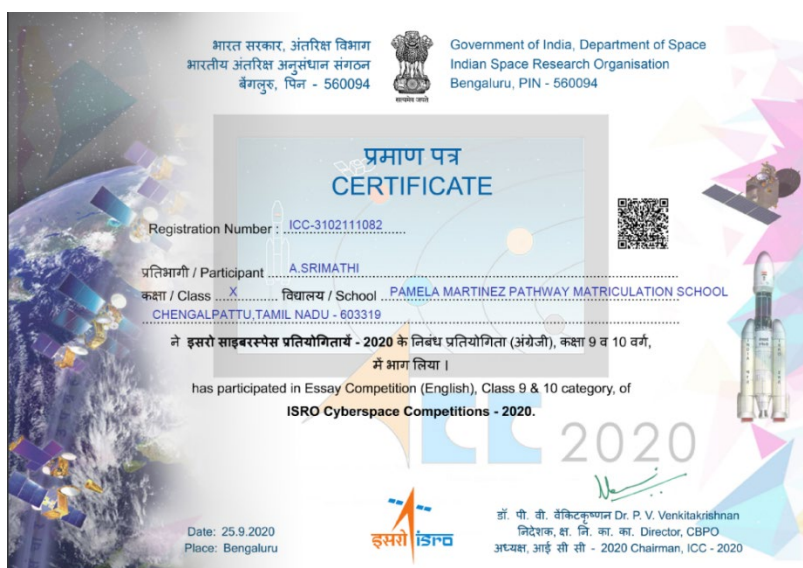 भारत सरकार, अंतरिक्ष विभाग
भारतीय अंतरिक्ष अनुसंधान संगठन
बेंगलुरु, पिन - 560094
सत्यमेव जयते
Government of India, Department of Space
Indian Space Research Organisation
Bengaluru, PIN - 560094
प्रमाण पत्र
CERTIFICATE
Registration Number : ICC-3102111082
प्रतिभागी / Participant A.SRIMATHI
कक्षा / Class X विद्यालय / School PAMELA MARTINEZ PATHWAY MATRICULATION SCHOOL
CHENGALPATTU,TAMIL NADU - 603319
ने इसरो साइबरस्पेस प्रतियोगितायें - 2020 के निबंध प्रतियोगिता (अंग्रेजी), कक्षा 9 व 10 वर्ग,
में भाग लिया ।
has participated in Essay Competition (English), Class 9 & 10 category, of
ISRO Cyberspace Competitions - 2020.
ICC 2020
Date: 25.9.2020
Place: Bengaluru
इसरो isro
डॉ. पी. वी. वेंकिटकृष्णन Dr. P. V. Venkitakrishnan
निदेशक, क्ष. नि. का. का. Director, CBPO
अध्यक्ष, आई सी सी - 2020 Chairman, ICC - 2020